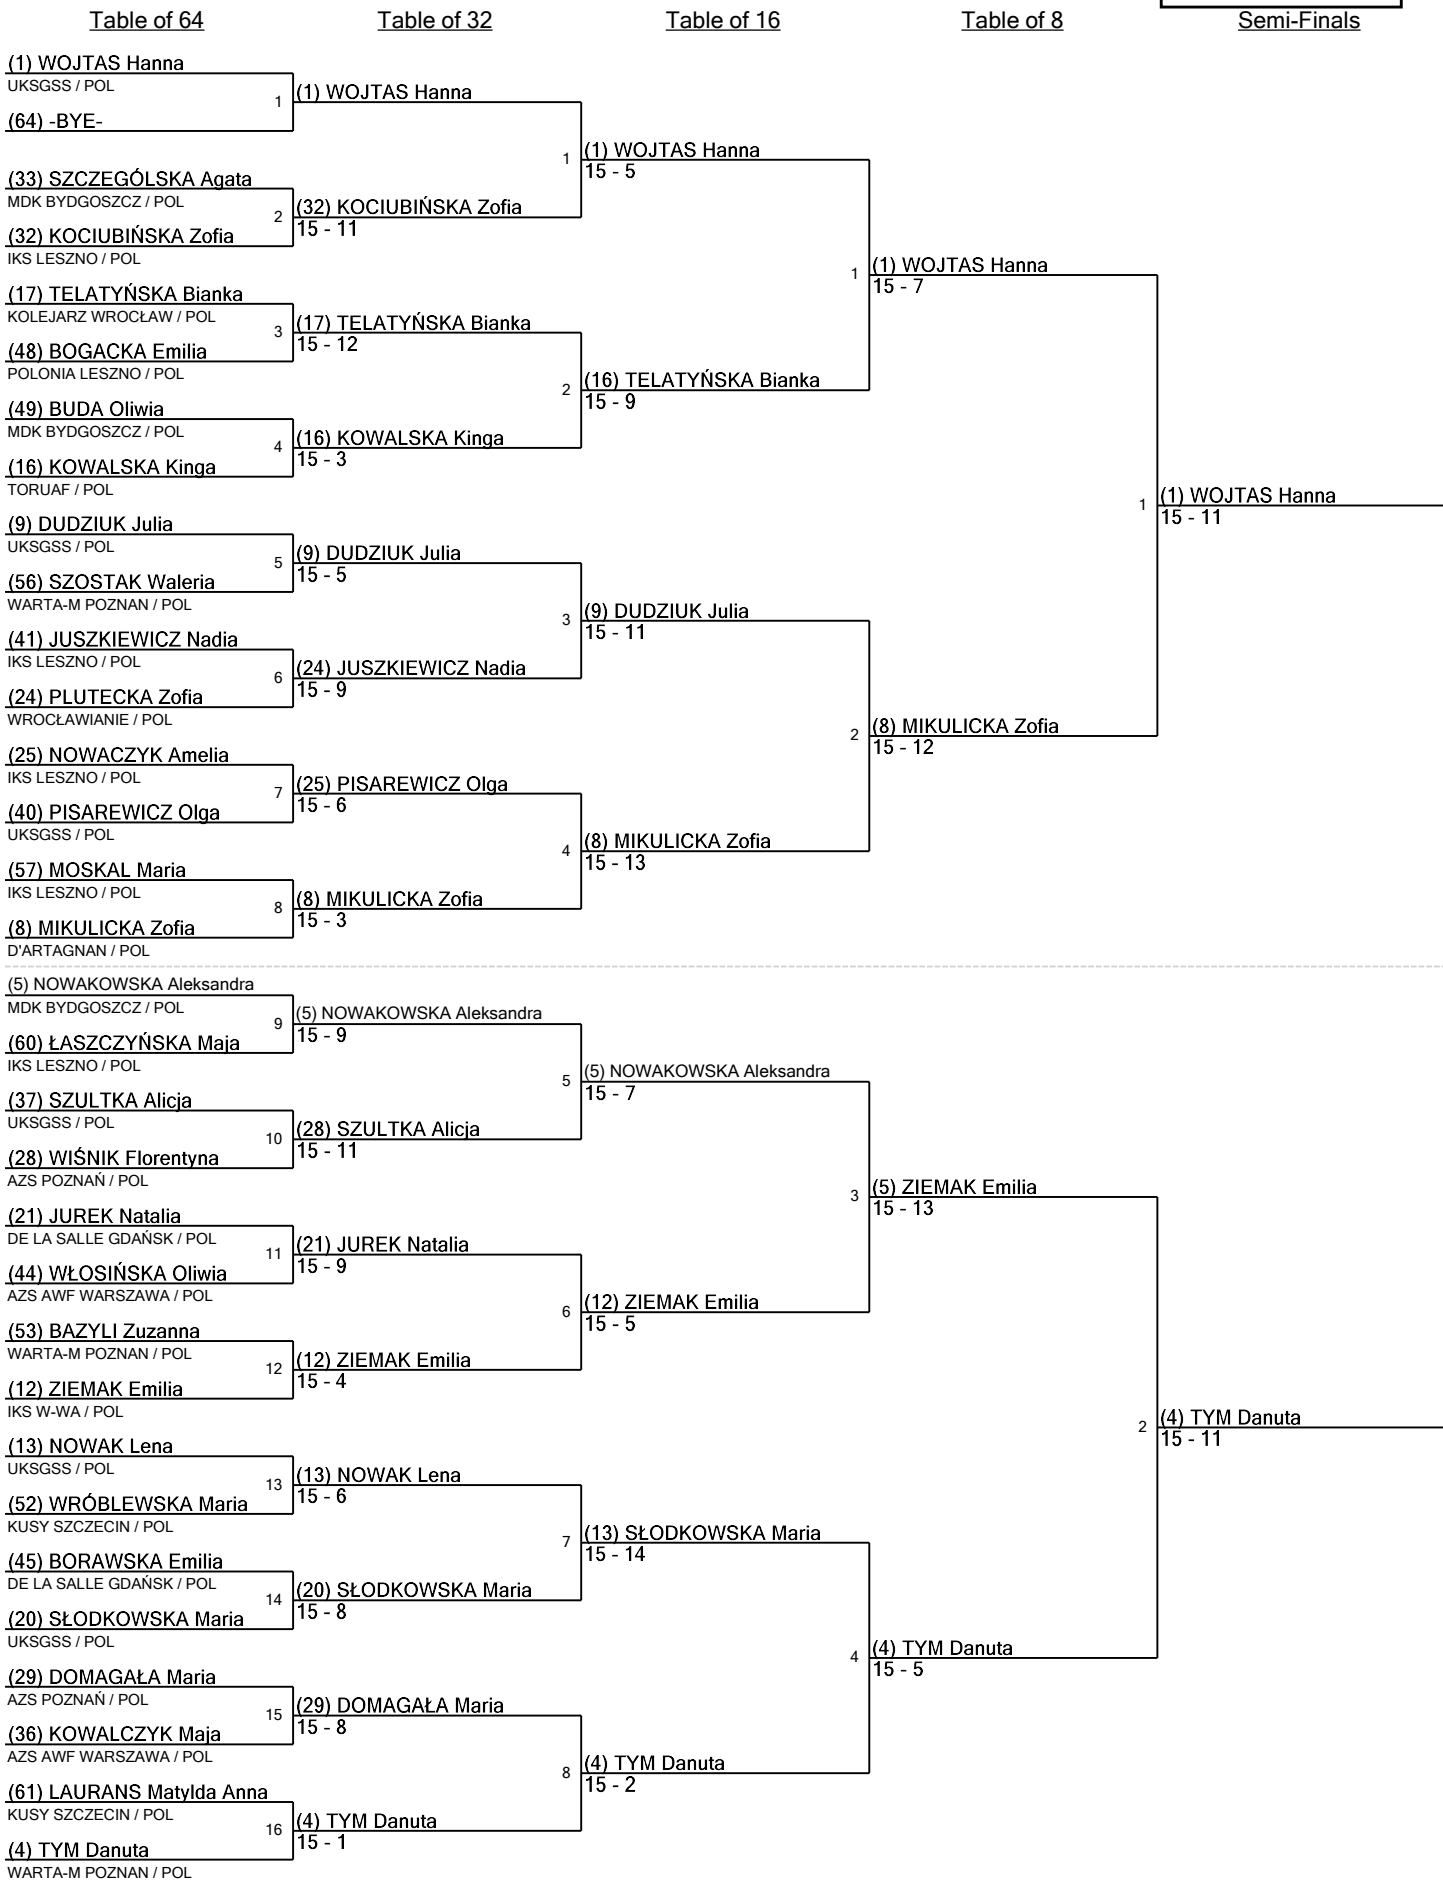 Table of 64
Table of 32
Table of 16
Table of 8
Semi-Finals
(1) WOJTAS Hanna
UKSGSS / POL
(64) -BYE-
(33) SZCZEGÓLSKA Agata
MDK BYDGOSZCZ / POL
(32) KOCIUBIŃSKA Zofia
IKS LESZNO / POL
(17) TELATYŃSKA Bianka
KOLEJARZ WROCŁAW / POL
(48) BOGACKA Emilia
POLONIA LESZNO / POL
(49) BUDA Oliwia
MDK BYDGOSZCZ / POL
(16) KOWALSKA Kinga
TORUAF / POL
(9) DUDZIUK Julia
UKSGSS / POL
(56) SZOSTAK Waleria
WARTA-M POZNAN / POL
(41) JUSZKIEWICZ Nadia
IKS LESZNO / POL
(24) PLUTECKA Zofia
WROCŁAWIANIE / POL
(25) NOWACZYK Amelia
IKS LESZNO / POL
(40) PISAREWICZ Olga
UKSGSS / POL
(57) MOSKAL Maria
IKS LESZNO / POL
(8) MIKULICKA Zofia
D'ARTAGNAN / POL
(5) NOWAKOWSKA Aleksandra
MDK BYDGOSZCZ / POL
(60) ŁASZCZYŃSKA Maja
IKS LESZNO / POL
(37) SZULTKA Alicja
UKSGSS / POL
(28) WIŚNIK Florentyna
AZS POZNAŃ / POL
(21) JUREK Natalia
DE LA SALLE GDAŃSK / POL
(44) WŁOSIŃSKA Oliwia
AZS AWF WARSZAWA / POL
(53) BAZYLI Zuzanna
WARTA-M POZNAN / POL
(12) ZIEMAK Emilia
IKS W-WA / POL
(13) NOWAK Lena
UKSGSS / POL
(52) WRÓBLEWSKA Maria
KUSY SZCZECIN / POL
(45) BORAWSKA Emilia
DE LA SALLE GDAŃSK / POL
(20) SŁODKOWSKA Maria
UKSGSS / POL
(29) DOMAGAŁA Maria
AZS POZNAŃ / POL
(36) KOWALCZYK Maja
AZS AWF WARSZAWA / POL
(61) LAURANS Matylda Anna
KUSY SZCZECIN / POL
(4) TYM Danuta
WARTA-M POZNAN / POL
1 (1) WOJTAS Hanna
2 (32) KOCIUBIŃSKA Zofia
15 - 11
3 (17) TELATYŃSKA Bianka
15 - 12
4 (16) KOWALSKA Kinga
15 - 3
5 (9) DUDZIUK Julia
15 - 5
6 (24) JUSZKIEWICZ Nadia
15 - 9
7 (25) PISAREWICZ Olga
15 - 6
8 (8) MIKULICKA Zofia
15 - 3
9 (5) NOWAKOWSKA Aleksandra
15 - 9
10 (28) SZULTKA Alicja
15 - 11
11 (21) JUREK Natalia
15 - 9
12 (12) ZIEMAK Emilia
15 - 4
13 (13) NOWAK Lena
15 - 6
14 (20) SŁODKOWSKA Maria
15 - 8
15 (29) DOMAGAŁA Maria
15 - 8
16 (4) TYM Danuta
15 - 1
1 (1) WOJTAS Hanna
15 - 5
2 (16) TELATYŃSKA Bianka
15 - 9
3 (9) DUDZIUK Julia
15 - 11
4 (8) MIKULICKA Zofia
15 - 13
5 (5) NOWAKOWSKA Aleksandra
15 - 7
6 (12) ZIEMAK Emilia
15 - 5
7 (13) SŁODKOWSKA Maria
15 - 14
8 (4) TYM Danuta
15 - 2
1 (1) WOJTAS Hanna
15 - 7
2 (8) MIKULICKA Zofia
15 - 12
3 (5) ZIEMAK Emilia
15 - 13
4 (4) TYM Danuta
15 - 5
1 (1) WOJTAS Hanna
15 - 11
2 (4) TYM Danuta
15 - 11